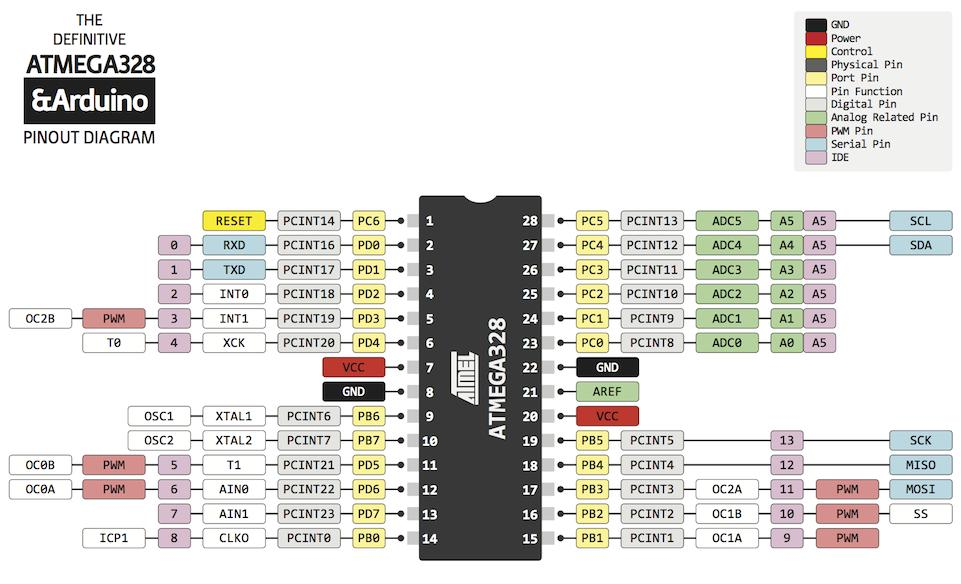 THE
DEFINITIVE
ATMEGA328
&Arduino
PINOUT DIAGRAM
GND
Power
Control
Physical Pin
Port Pin
Pin Function
Digital Pin
Analog Related Pin
PWM Pin
Serial Pin
IDE
RESET PCINT14 PC6 1 28 PC5 PCINT13 ADC5 A5 A5 SCL
0 RXD PCINT16 PD0 2 27 PC4 PCINT12 ADC4 A4 A5 SDA
1 TXD PCINT17 PD1 3 26 PC3 PCINT11 ADC3 A3 A5
2 INT0 PCINT18 PD2 4 25 PC2 PCINT10 ADC2 A2 A5
OC2B PWM 3 INT1 PCINT19 PD3 5 24 PC1 PCINT9 ADC1 A1 A5
T0 4 XCK PCINT20 PD4 6 23 PC0 PCINT8 ADC0 A0 A5
VCC 7 22 GND
GND 8 21 AREF
OSC1 XTAL1 PCINT6 PB6 9 20 VCC
OSC2 XTAL2 PCINT7 PB7 10 19 PB5 PCINT5 13 SCK
OC0B PWM 5 T1 PCINT21 PD5 11 18 PB4 PCINT4 12 MISO
OC0A PWM 6 AIN0 PCINT22 PD6 12 17 PB3 PCINT3 OC2A 11 PWM MOSI
7 AIN1 PCINT23 PD7 13 16 PB2 PCINT2 OC1B 10 PWM SS
ICP1 8 CLKO PCINT0 PB0 14 15 PB1 PCINT1 OC1A 9 PWM
ATMEL
ATMEGA328